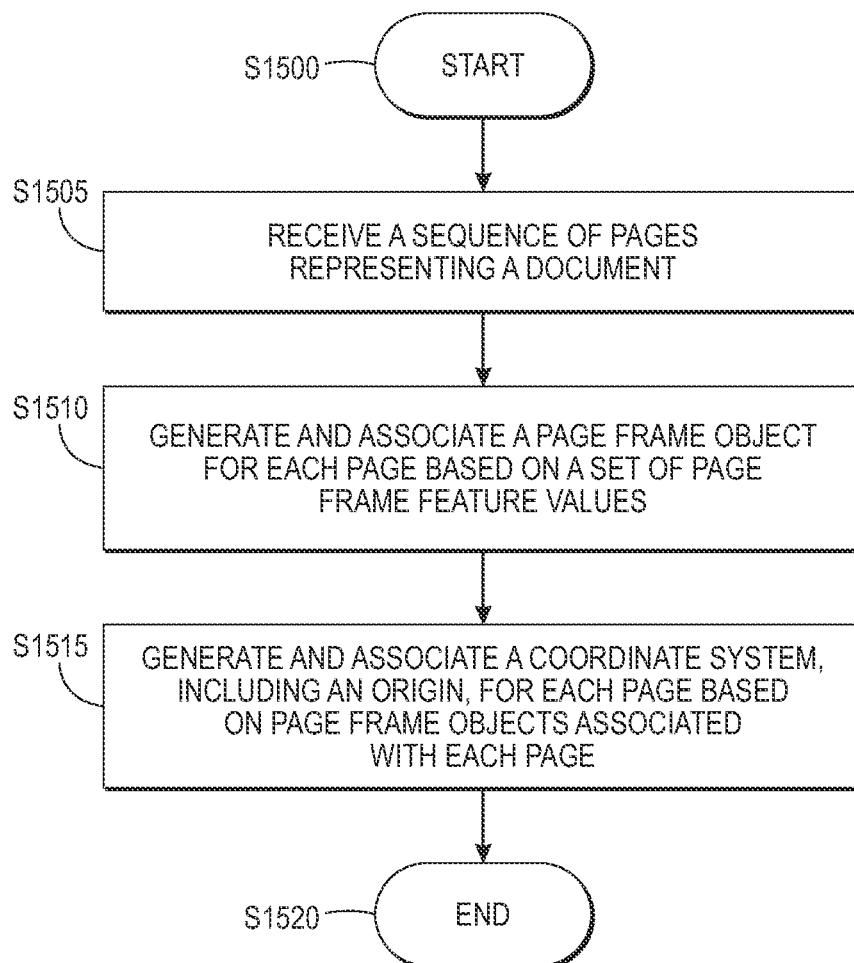 S1500
START
S1505
RECEIVE A SEQUENCE OF PAGES
REPRESENTING A DOCUMENT
S1510
GENERATE AND ASSOCIATE A PAGE FRAME OBJECT
FOR EACH PAGE BASED ON A SET OF PAGE
FRAME FEATURE VALUES
S1515
GENERATE AND ASSOCIATE A COORDINATE SYSTEM,
INCLUDING AN ORIGIN, FOR EACH PAGE BASED
ON PAGE FRAME OBJECTS ASSOCIATED
WITH EACH PAGE
S1520
END